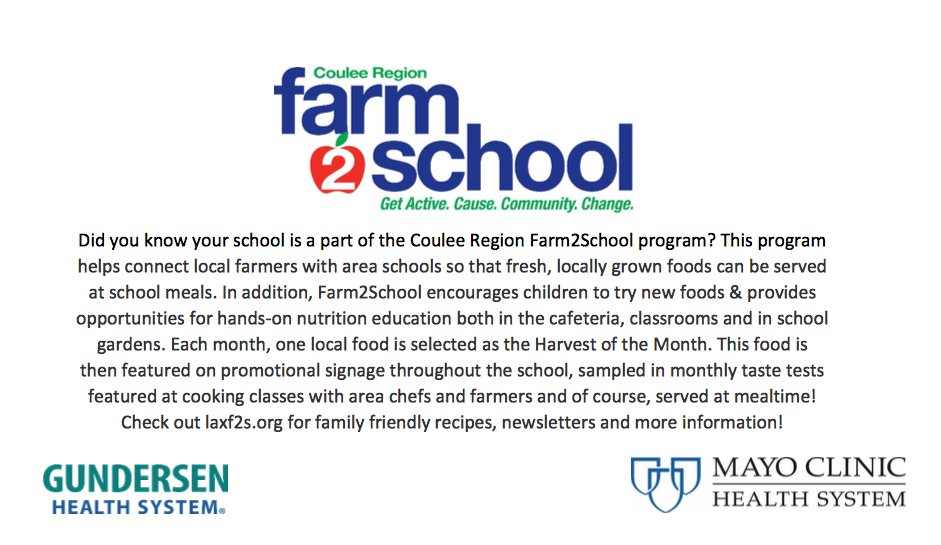 Coulee Region
farm
2 school
Get Active. Cause. Community. Change.
Did you know your school is a part of the Coulee Region Farm2School program? This program
helps connect local farmers with area schools so that fresh, locally grown foods can be served
at school meals. In addition, Farm2School encourages children to try new foods & provides
opportunities for hands-on nutrition education both in the cafeteria, classrooms and in school
gardens. Each month, one local food is selected as the Harvest of the Month. This food is
then featured on promotional signage throughout the school, sampled in monthly taste tests
featured at cooking classes with area chefs and farmers and of course, served at mealtime!
Check out laxf2s.org for family friendly recipes, newsletters and more information!
GUNDERSEN
HEALTH SYSTEM®
MAYO CLINIC
HEALTH SYSTEM